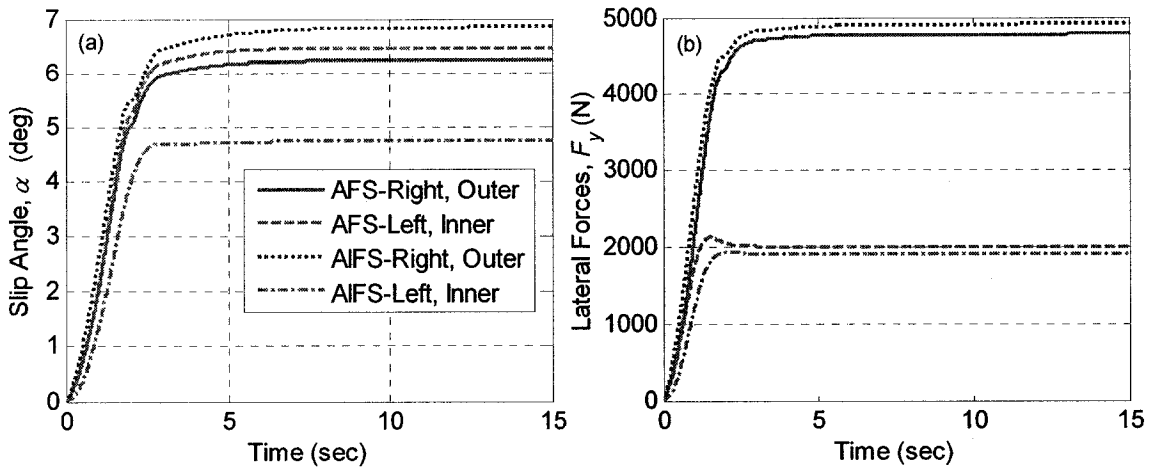 (a)
7
6
5
4
3
2
1
0
Slip Angle, α (deg)
AFS-Right, Outer
AFS-Left, Inner
AIFS-Right, Outer
AIFS-Left, Inner
0 5 10 15
Time (sec)
(b)
5000
4000
3000
2000
1000
0
Lateral Forces, F_y (N)
0 5 10 15
Time (sec)